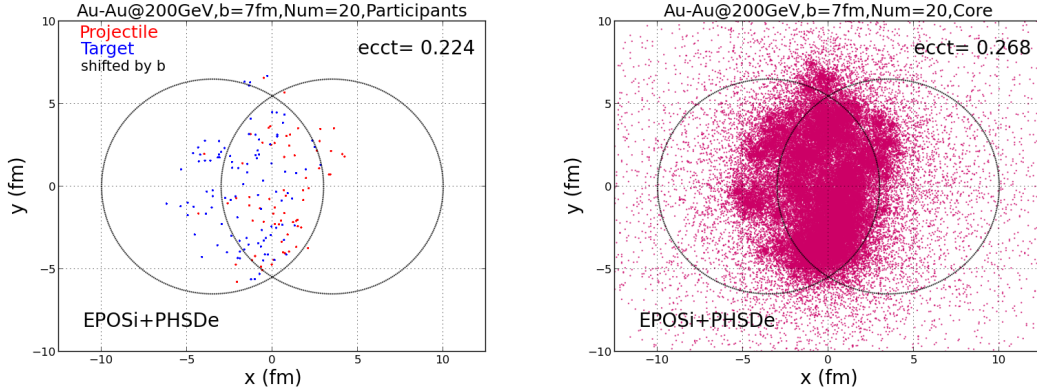 Au-Au@200GeV,b=7fm,Num=20,Participants
Projectile
Target
shifted by b
ecct= 0.224
EPOSi+PHSDe
10
5
0
−5
−10
−10
−5
0
5
10
y (fm)
x (fm)
Au-Au@200GeV,b=7fm,Num=20,Core
ecct= 0.268
EPOSi+PHSDe
10
5
0
−5
−10
−10
−5
0
5
10
y (fm)
x (fm)